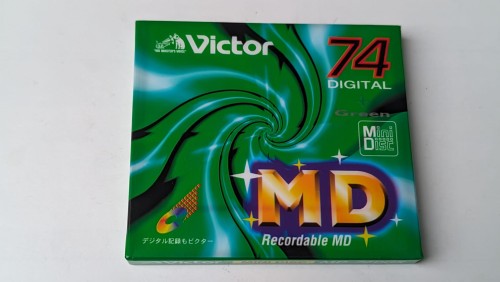 "HIS MASTER'S VOICE"
Victor
74
DIGITAL
Green
Mini
Disc
MD
Recordable MD
デジタル記録もビクター